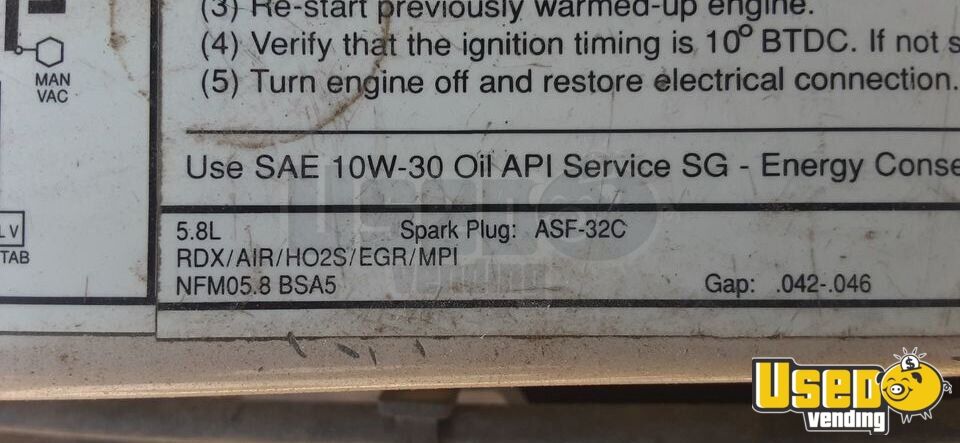 (3) Re-start previously warmed-up engine.
(4) Verify that the ignition timing is 10° BTDC. If not
(5) Turn engine off and restore electrical connection.
MAN
VAC
Use SAE 10W-30 Oil API Service SG - Energy
LV
TAB
5.8L Spark Plug: ASF-32C
RDX/AIR/HO2S/EGR/MPI
NFM05.8 BSA5 Gap: .042-.046
USED
vending
vending